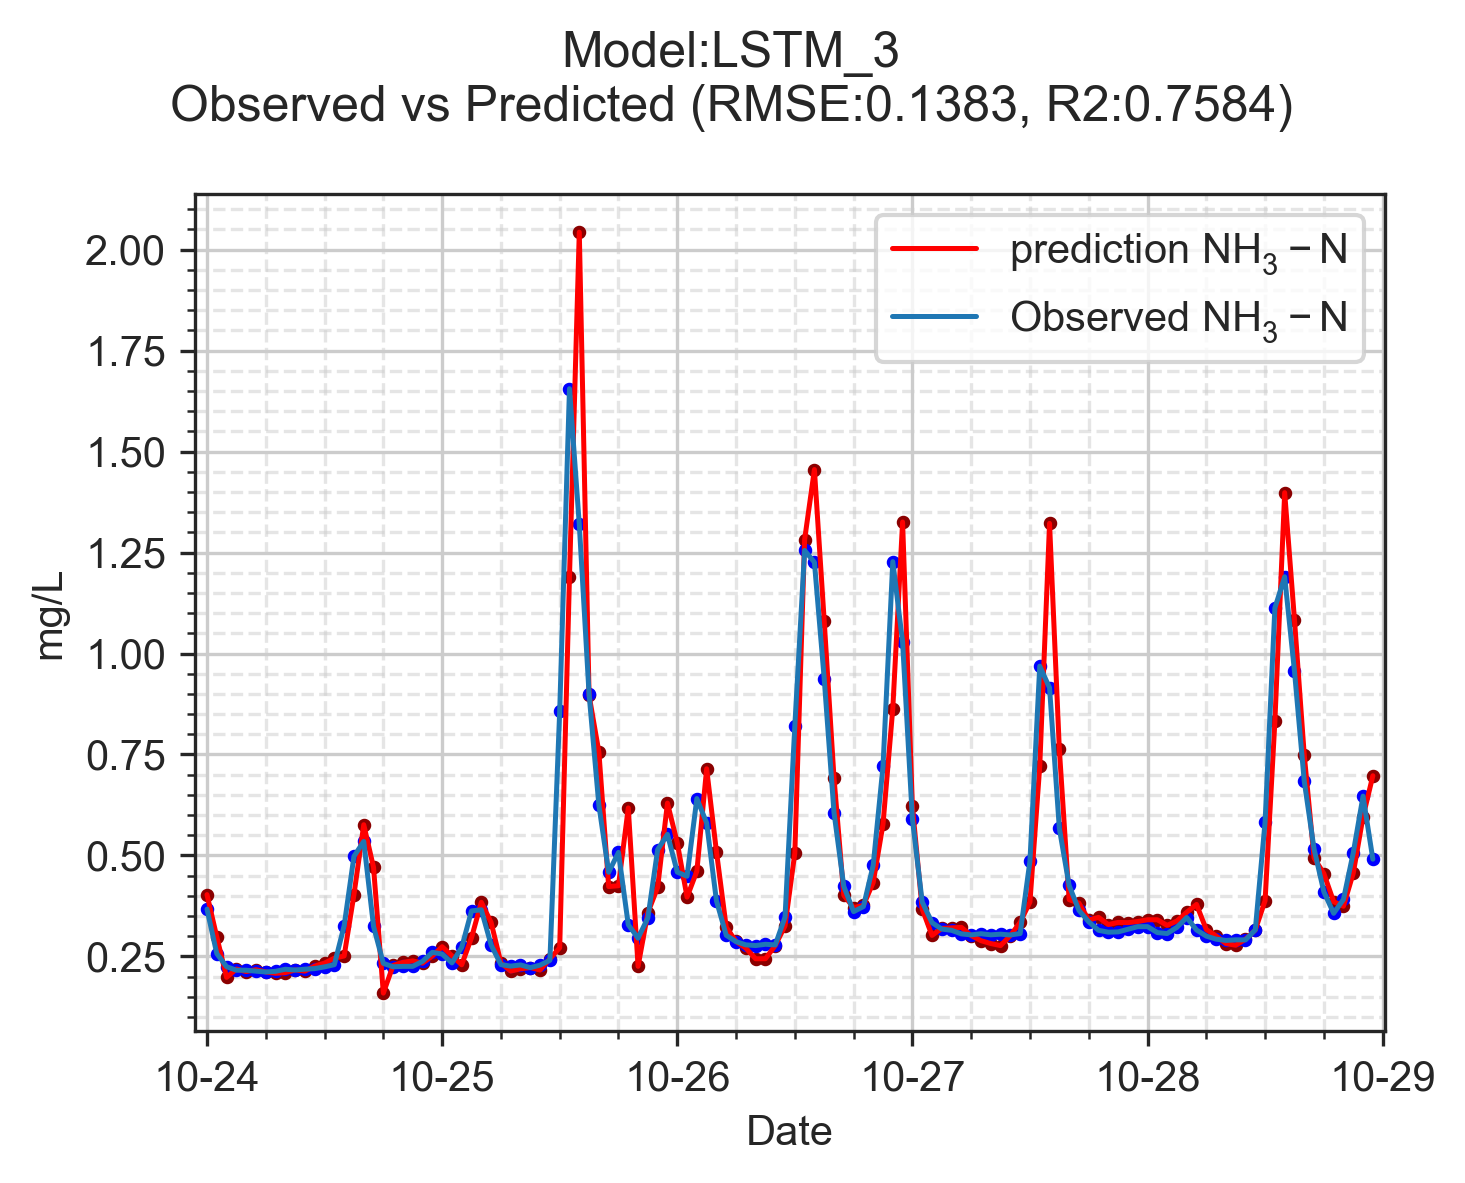 Model:LSTM_3
Observed vs Predicted (RMSE:0.1383, R2:0.7584)
prediction NH₃ − N
Observed NH₃ − N
2.00
1.75
1.50
1.25
1.00
0.75
0.50
0.25
mg/L
10-24 10-25 10-26 10-27 10-28 10-29
Date